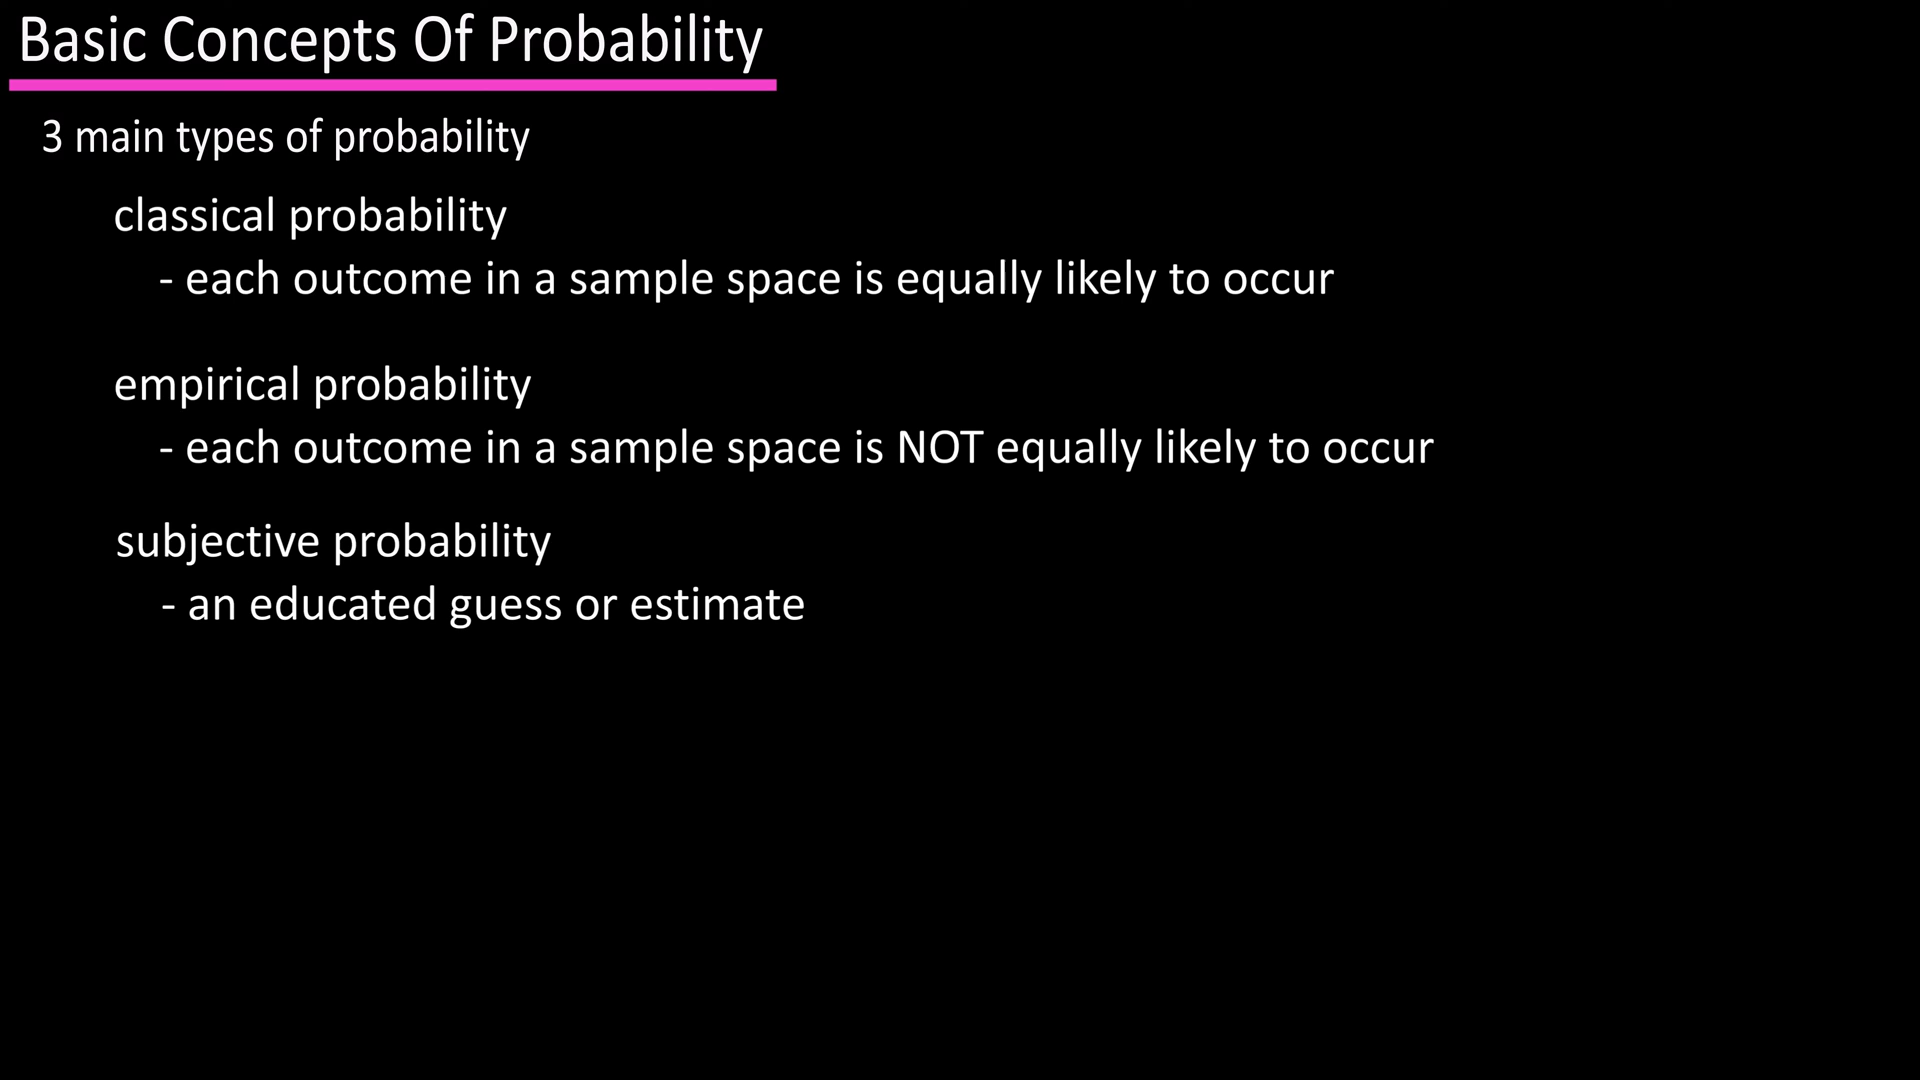 Basic Concepts Of Probability
3 main types of probability
classical probability
- each outcome in a sample space is equally likely to occur
empirical probability
- each outcome in a sample space is NOT equally likely to occur
subjective probability
- an educated guess or estimate